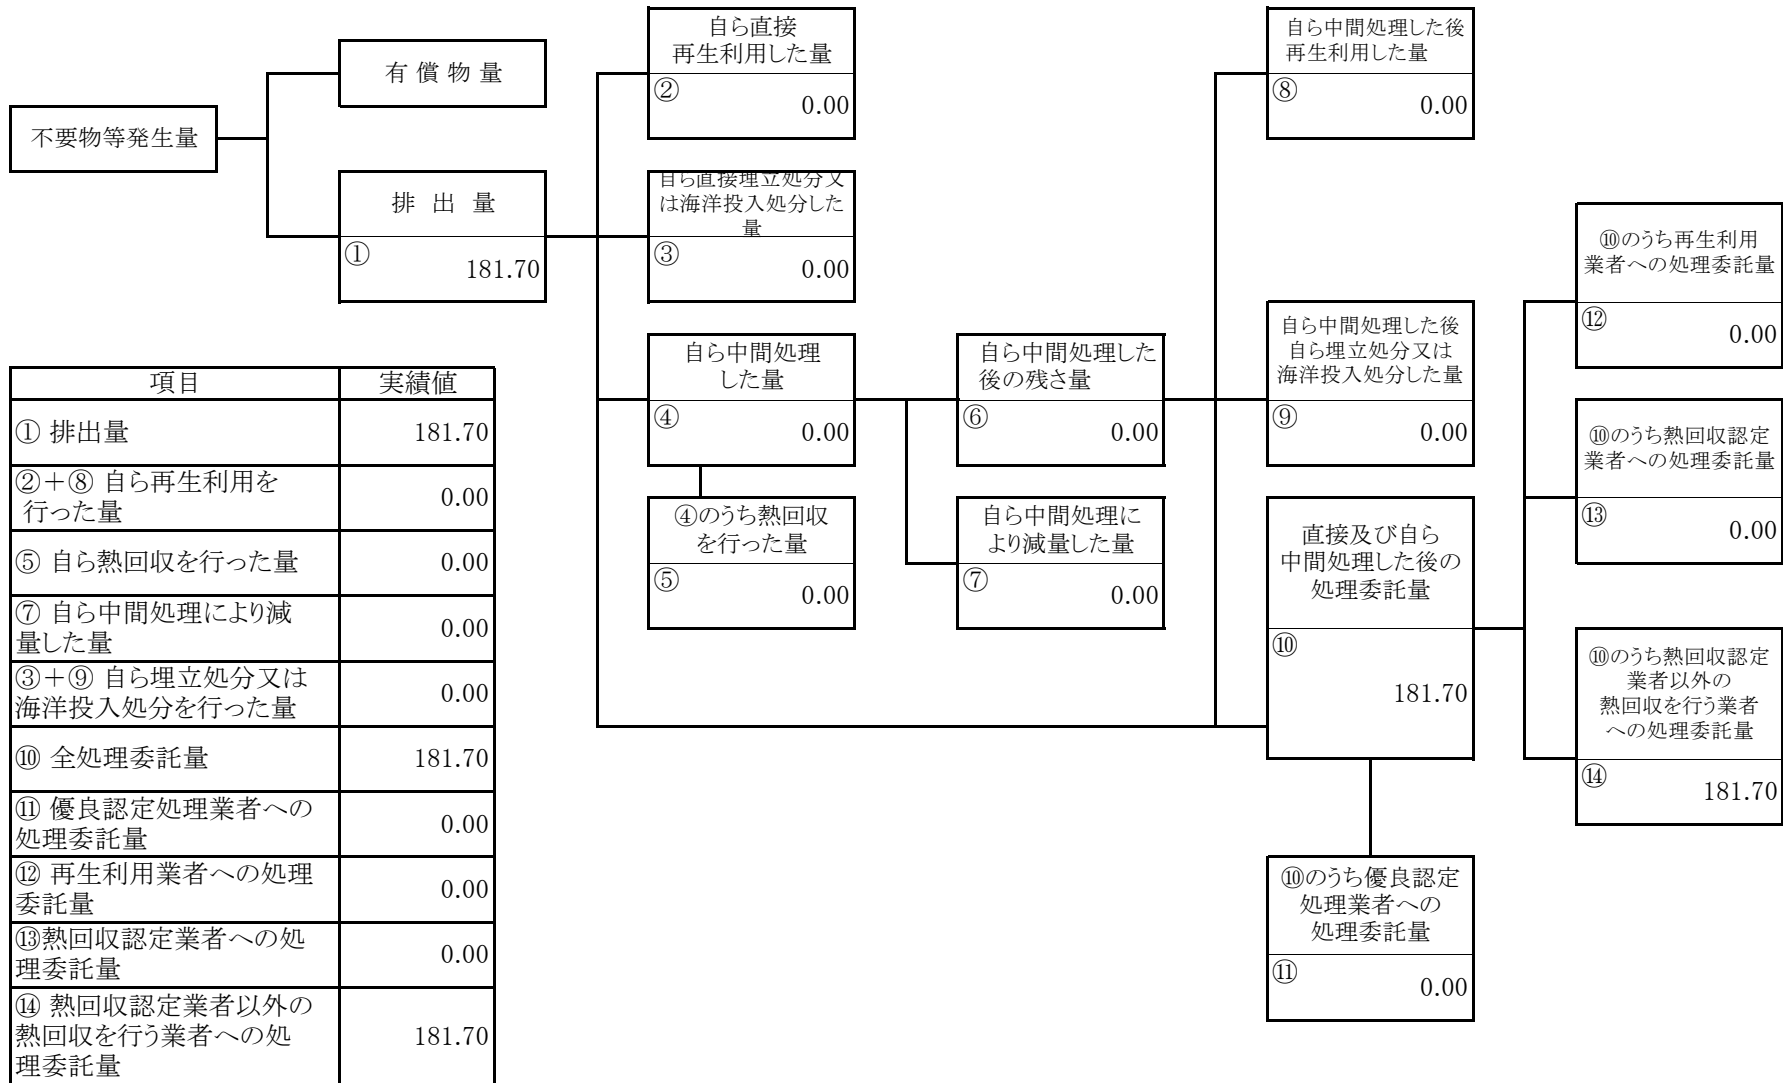 不要物等発生量
有 償 物 量
排 出 量
①
181.70
自ら直接
再生利用した量
②
0.00
自ら直接埋立処分又
は海洋投入処分した
量
③
0.00
自ら中間処理
した量
④
0.00
④のうち熱回収
を行った量
⑤
0.00
自ら中間処理した
後の残さ量
⑥
0.00
自ら中間処理に
より減量した量
⑦
0.00
自ら中間処理した後
再生利用した量
⑧
0.00
自ら中間処理した後
自ら埋立処分又は
海洋投入処分した量
⑨
0.00
直接及び自ら
中間処理した後の
処理委託量
⑩
181.70
⑩のうち優良認定
処理業者への
処理委託量
⑪
0.00
⑩のうち再生利用
業者への処理委託量
⑫
0.00
⑩のうち熱回収認定
業者への処理委託量
⑬
0.00
⑩のうち熱回収認定
業者以外の
熱回収を行う業者
への処理委託量
⑭
181.70
項目 実績値
① 排出量 181.70
②+⑧ 自ら再生利用を
行った量 0.00
⑤ 自ら熱回収を行った量 0.00
⑦ 自ら中間処理により減
量した量 0.00
③+⑨ 自ら埋立処分又は
海洋投入処分を行った量 0.00
⑩ 全処理委託量 181.70
⑪ 優良認定処理業者への
処理委託量 0.00
⑫ 再生利用業者への処理
委託量 0.00
⑬熱回収認定業者への処
理委託量 0.00
⑭ 熱回収認定業者以外の
熱回収を行う業者への処
理委託量 181.70